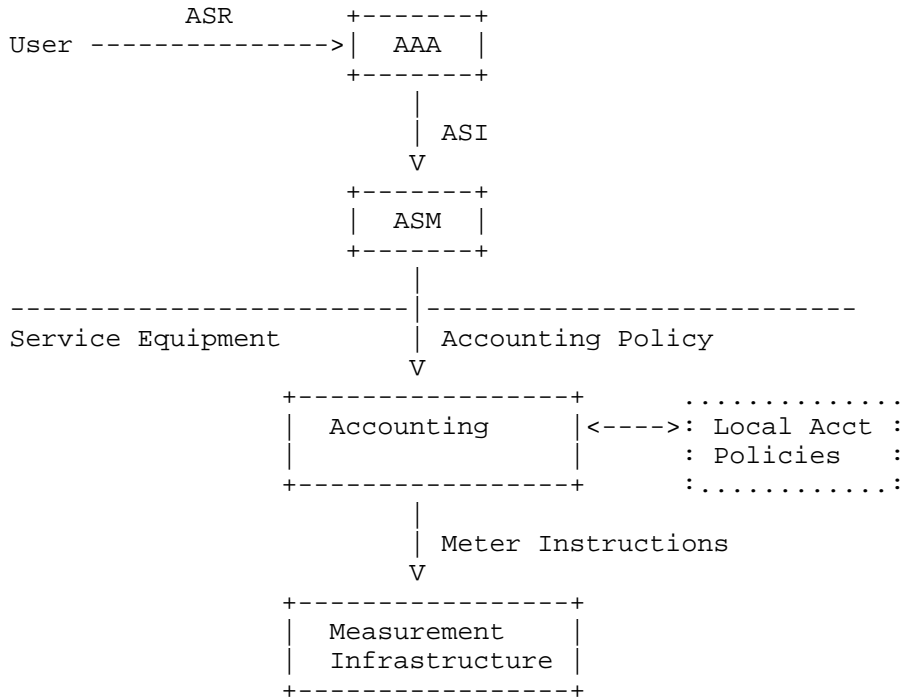 ASR
User
AAA
ASI
ASM
Service Equipment
Accounting Policy
Accounting
Local Acct
Policies
Meter Instructions
Measurement
Infrastructure